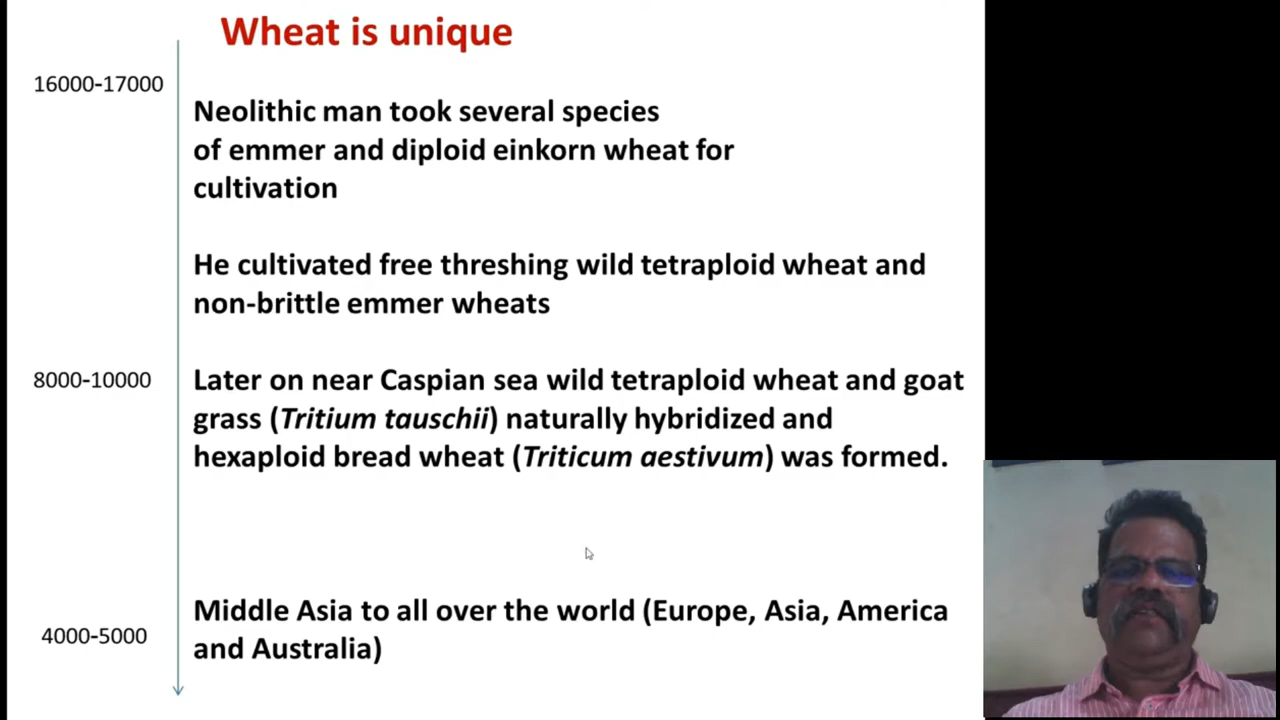 Wheat is unique
16000-17000
Neolithic man took several species
of emmer and diploid einkorn wheat for
cultivation
He cultivated free threshing wild tetraploid wheat and
non-brittle emmer wheats
8000-10000
Later on near Caspian sea wild tetraploid wheat and goat
grass (Tritium tauschii) naturally hybridized and
hexaploid bread wheat (Triticum aestivum) was formed.
Middle Asia to all over the world (Europe, Asia, America
4000-5000
and Australia)